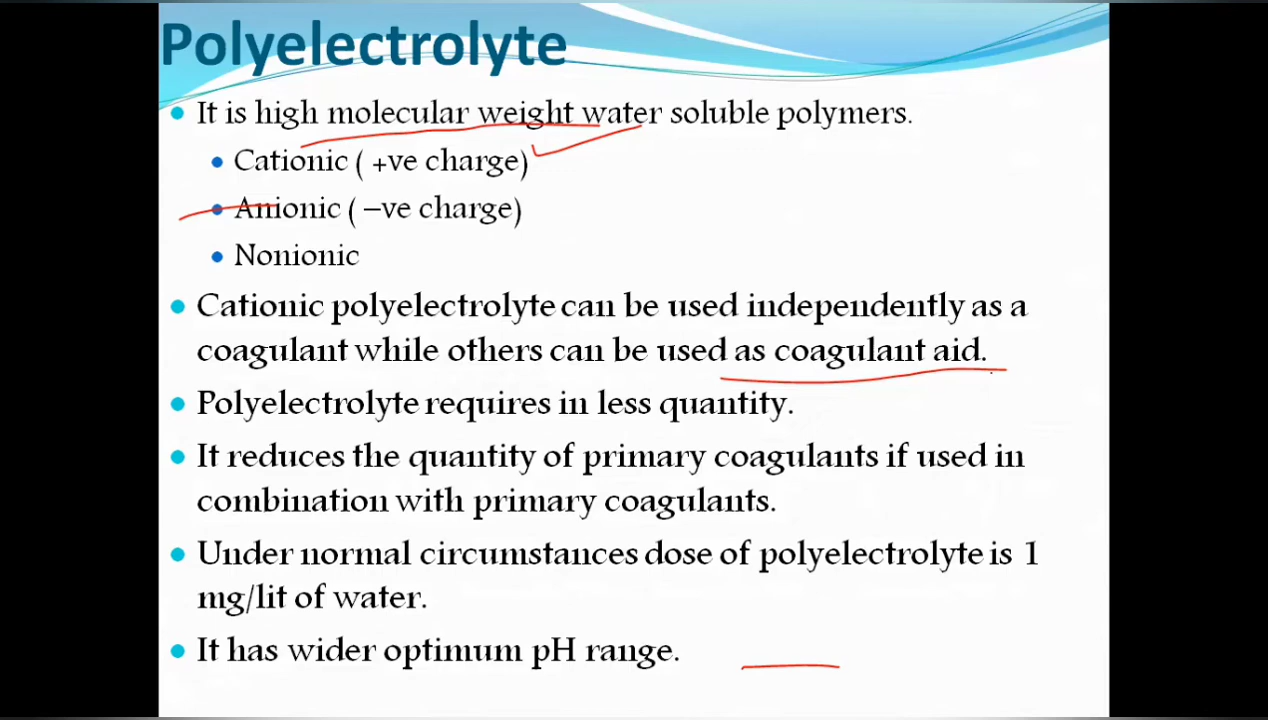 Polyelectrolyte
It is high molecular weight water soluble polymers.
Cationic ( +ve charge)
Anionic ( –ve charge)
Nonionic
Cationic polyelectrolyte can be used independently as a
coagulant while others can be used as coagulant aid.
Polyelectrolyte requires in less quantity.
It reduces the quantity of primary coagulants if used in
combination with primary coagulants.
Under normal circumstances dose of polyelectrolyte is 1
mg/lit of water.
It has wider optimum pH range.